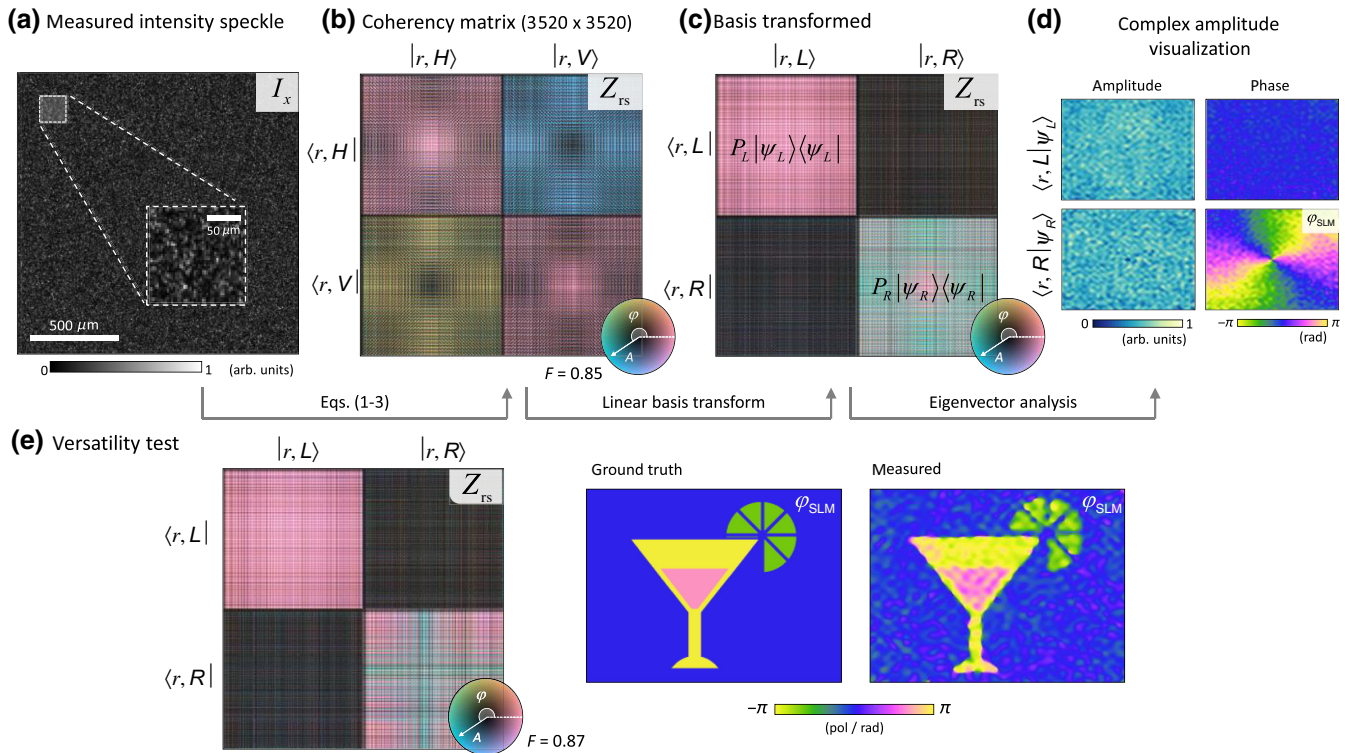 (a) Measured intensity speckle
I_x
50 μm
500 μm
0 1 (arb. units)
(b) Coherency matrix (3520 x 3520)
|r, H⟩ |r, V⟩
Z_rs
⟨r, H|
⟨r, V|
φ
A
F = 0.85
(c) Basis transformed
|r, L⟩ |r, R⟩
Z_rs
⟨r, L|
P_L|ψ_L⟩⟨ψ_L|
⟨r, R|
P_R|ψ_R⟩⟨ψ_R|
φ
A
(d) Complex amplitude
visualization
Amplitude Phase
⟨r, L|ψ_L⟩
⟨r, R|ψ_R⟩
φ_SLM
0 1
(arb. units)
−π π
(rad)
Eqs. (1-3)
Linear basis transform
Eigenvector analysis
(e) Versatility test
|r, L⟩ |r, R⟩
Z_rs
⟨r, L|
⟨r, R|
φ
A
F = 0.87
Ground truth
φ_SLM
Measured
φ_SLM
−π π
(pol / rad)